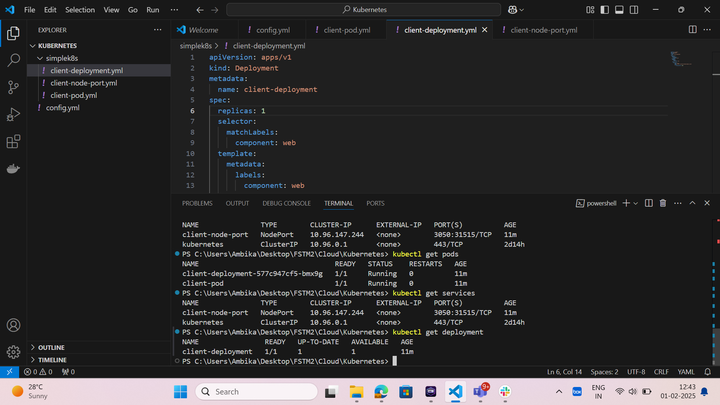 File Edit Selection View Go Run ···
Kubernetes
EXPLORER ···
KUBERNETES
simplek8s
! client-deployment.yml
! client-node-port.yml
! client-pod.yml
! config.yml
OUTLINE
TIMELINE
Welcome ! config.yml ! client-pod.yml ! client-deployment.yml ! client-node-port.yml
simplek8s > ! client-deployment.yml
1 apiVersion: apps/v1
2 kind: Deployment
3 metadata:
4 name: client-deployment
5 spec:
6 replicas: 1
7 selector:
8 matchLabels:
9 component: web
10 template:
11 metadata:
12 labels:
13 component: web
PROBLEMS OUTPUT DEBUG CONSOLE TERMINAL PORTS powershell
NAME TYPE CLUSTER-IP EXTERNAL-IP PORT(S) AGE
client-node-port NodePort 10.96.147.244 <none> 3050:31515/TCP 11m
kubernetes ClusterIP 10.96.0.1 <none> 443/TCP 2d14h
PS C:\Users\Ambika\Desktop\FSTM2\Cloud\Kubernetes> kubectl get pods
NAME READY STATUS RESTARTS AGE
client-deployment-577c947cf5-bmx9g 1/1 Running 0 11m
client-pod 1/1 Running 0 11m
PS C:\Users\Ambika\Desktop\FSTM2\Cloud\Kubernetes> kubectl get services
NAME TYPE CLUSTER-IP EXTERNAL-IP PORT(S) AGE
client-node-port NodePort 10.96.147.244 <none> 3050:31515/TCP 11m
kubernetes ClusterIP 10.96.0.1 <none> 443/TCP 2d14h
PS C:\Users\Ambika\Desktop\FSTM2\Cloud\Kubernetes> kubectl get deployment
NAME READY UP-TO-DATE AVAILABLE AGE
client-deployment 1/1 1 1 11m
PS C:\Users\Ambika\Desktop\FSTM2\Cloud\Kubernetes>
0 0 0 Ln 6, Col 14 Spaces: 2 UTF-8 CRLF YAML
28°C
Sunny
Search
ENG
IN
12:43
01-02-2025